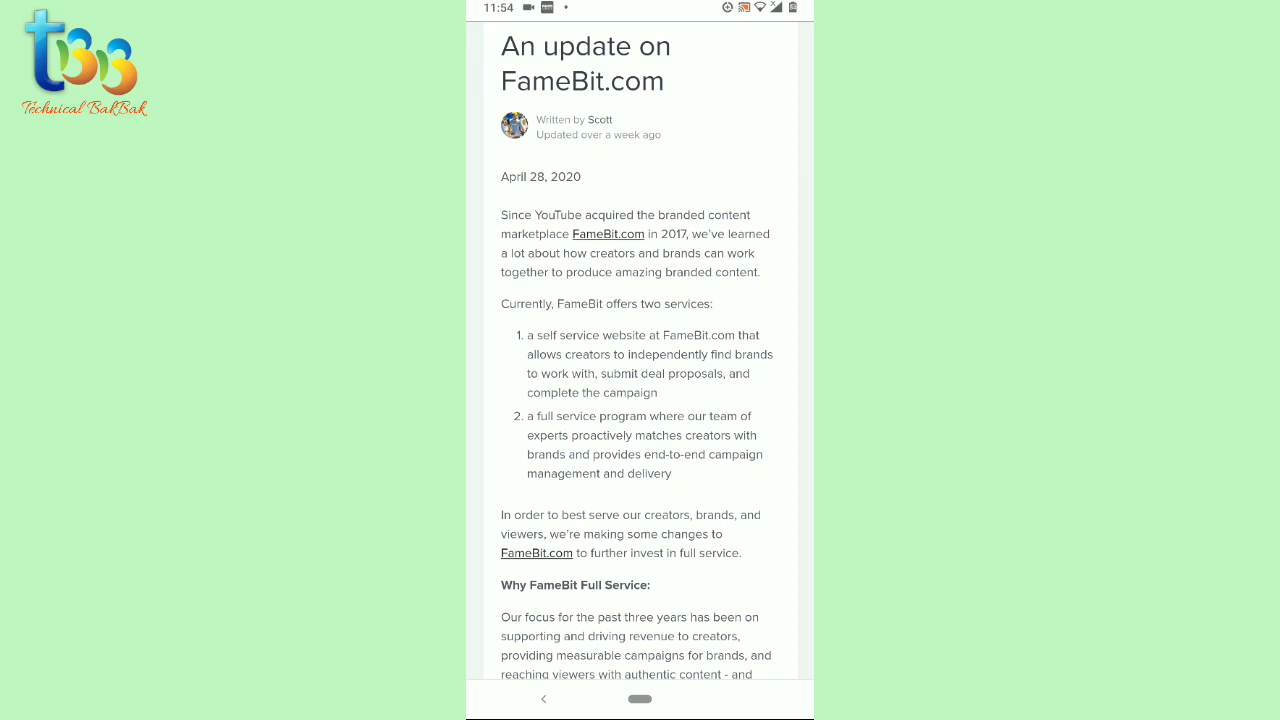 tBB
Technical BakBak
11:54
An update on
FameBit.com
Written by Scott
Updated over a week ago
April 28, 2020
Since YouTube acquired the branded content
marketplace FameBit.com in 2017, we've learned
a lot about how creators and brands can work
together to produce amazing branded content.
Currently, FameBit offers two services:
1. a self service website at FameBit.com that
allows creators to independently find brands
to work with, submit deal proposals, and
complete the campaign
2. a full service program where our team of
experts proactively matches creators with
brands and provides end-to-end campaign
management and delivery
In order to best serve our creators, brands, and
viewers, we're making some changes to
FameBit.com to further invest in full service.
Why FameBit Full Service:
Our focus for the past three years has been on
supporting and driving revenue to creators,
providing measurable campaigns for brands, and
reaching viewers with authentic content - and